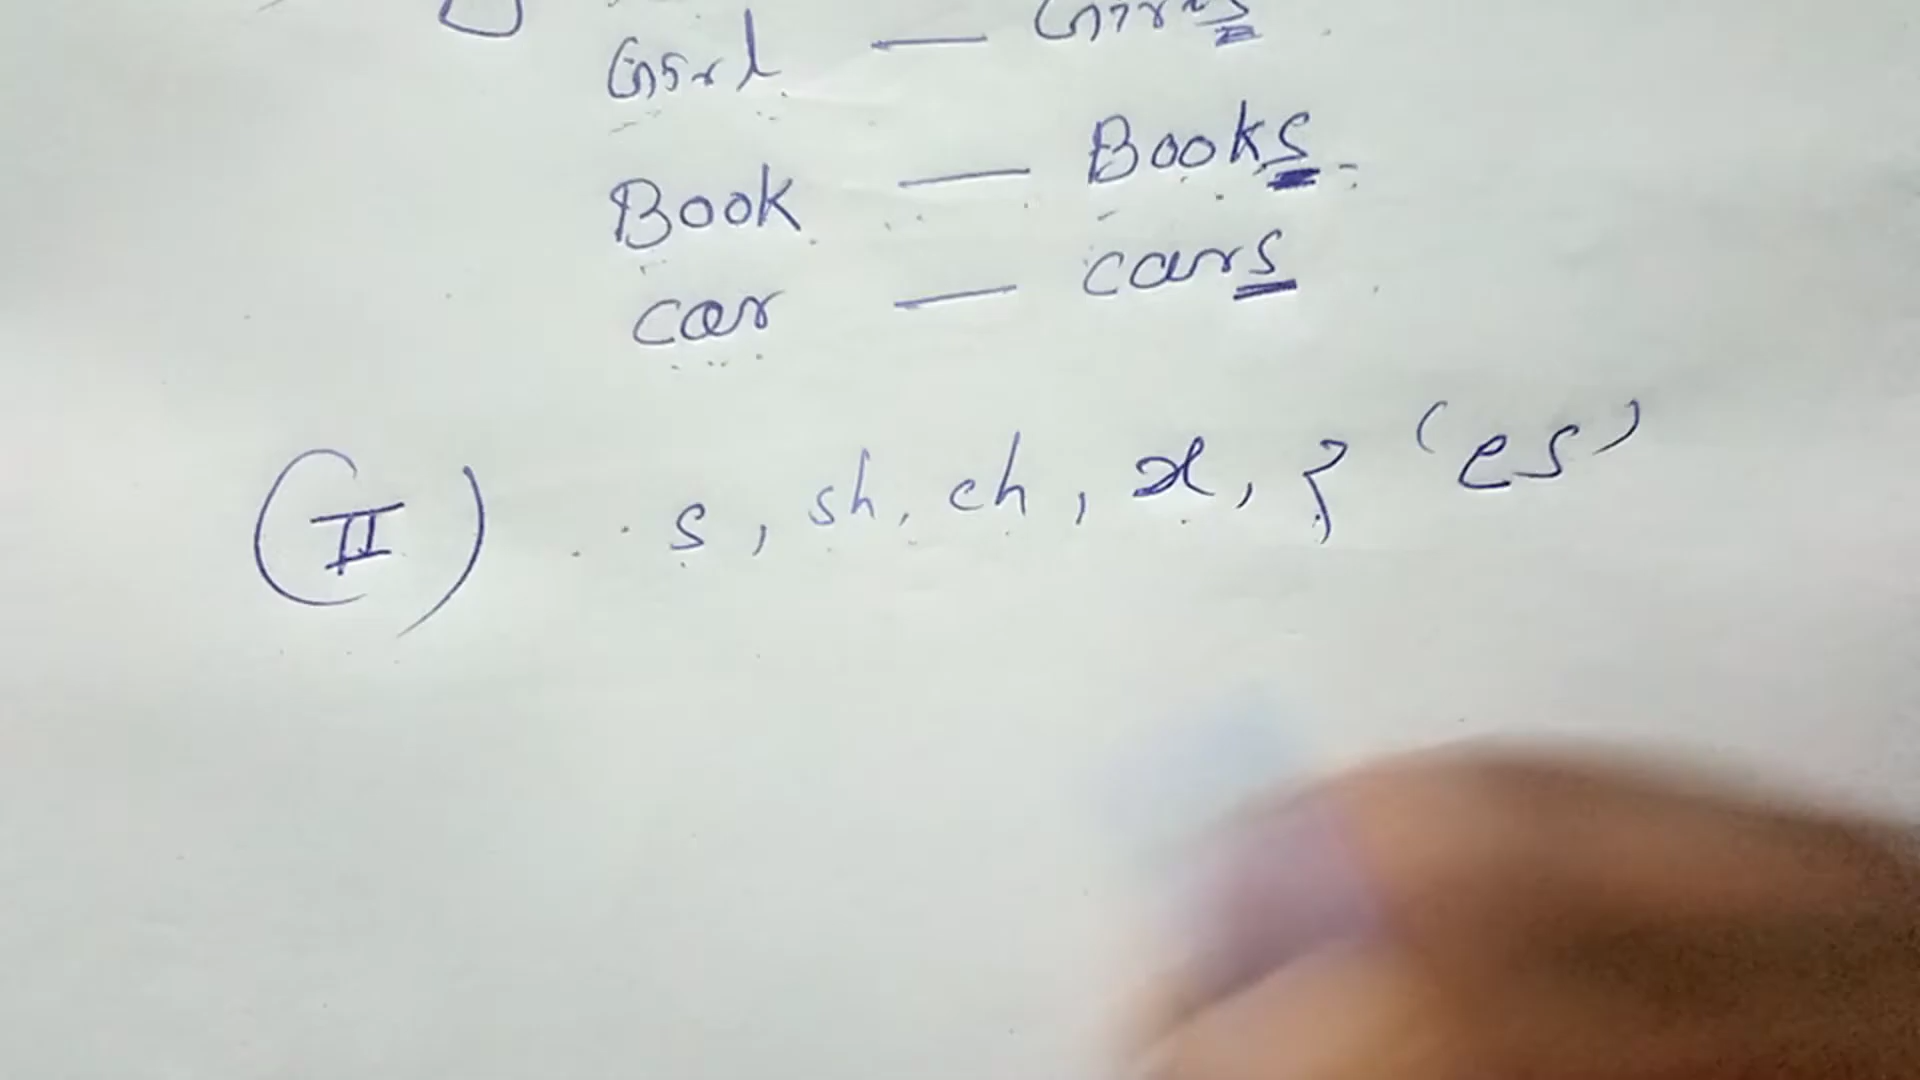 Girl — Girls
Book — Books
car — cars
(II) s, sh, ch, x, z (es)